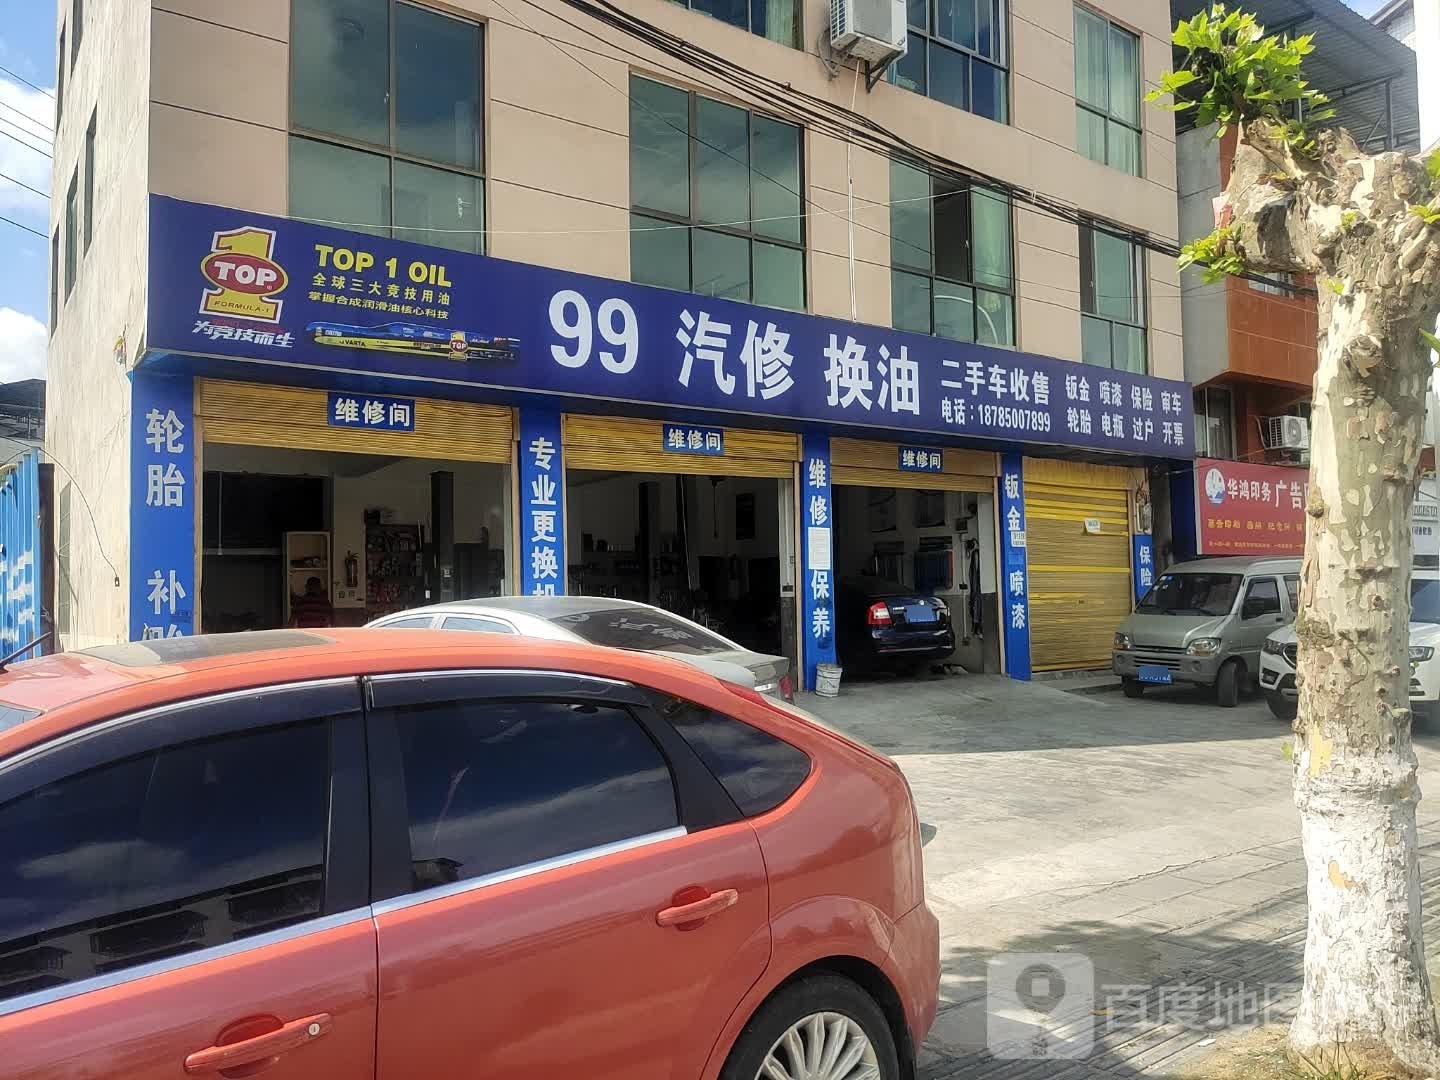 1
TOP
FORMULA-1
为竞技而生
TOP 1 OIL
全球三大竞技用油
掌握合成润滑油核心科技
VARTA
TOP
99 汽修 换油
二手车收售
电话:18785007899
钣金 喷漆 保险 审车
轮胎 电瓶 过户 开票
维修间
维修间
维修间
轮胎 补胎
专业更换机
维修 保养
钣金 喷漆
保险
华鸿印务 广告
百度地图